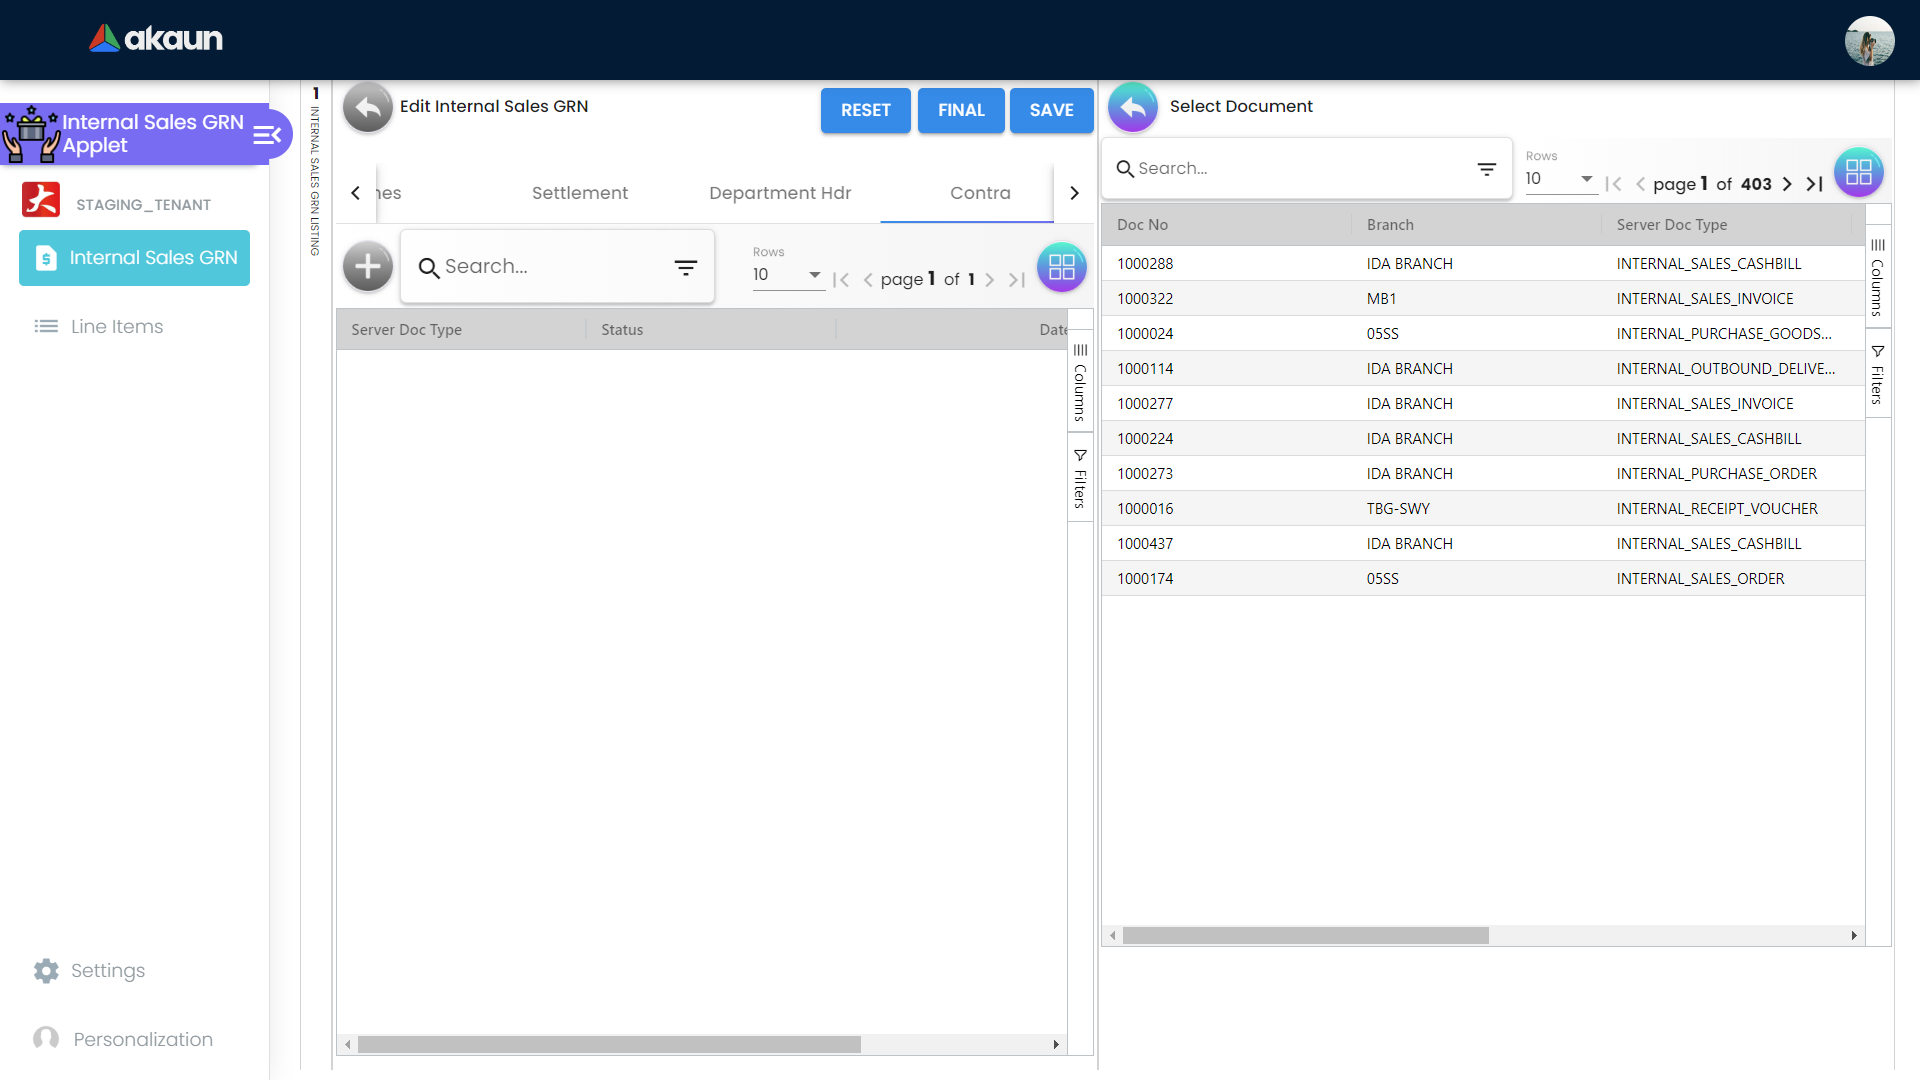 akaun
Internal Sales GRN
Applet
STAGING_TENANT
Internal Sales GRN
Line Items
Settings
Personalization
1
INTERNAL SALES GRN LISTING
Edit Internal Sales GRN
RESET
FINAL
SAVE
nes
Settlement
Department Hdr
Contra
Search...
Rows
10
page 1 of 1
Server Doc Type
Status
Date
Columns
Filters
Select Document
Search...
Rows
10
page 1 of 403
Doc No
Branch
Server Doc Type
1000288
IDA BRANCH
INTERNAL_SALES_CASHBILL
1000322
MB1
INTERNAL_SALES_INVOICE
1000024
05SS
INTERNAL_PURCHASE_GOODS...
1000114
IDA BRANCH
INTERNAL_OUTBOUND_DELIVE...
1000277
IDA BRANCH
INTERNAL_SALES_INVOICE
1000224
IDA BRANCH
INTERNAL_SALES_CASHBILL
1000273
IDA BRANCH
INTERNAL_PURCHASE_ORDER
1000016
TBG-SWY
INTERNAL_RECEIPT_VOUCHER
1000437
IDA BRANCH
INTERNAL_SALES_CASHBILL
1000174
05SS
INTERNAL_SALES_ORDER
Columns
Filters